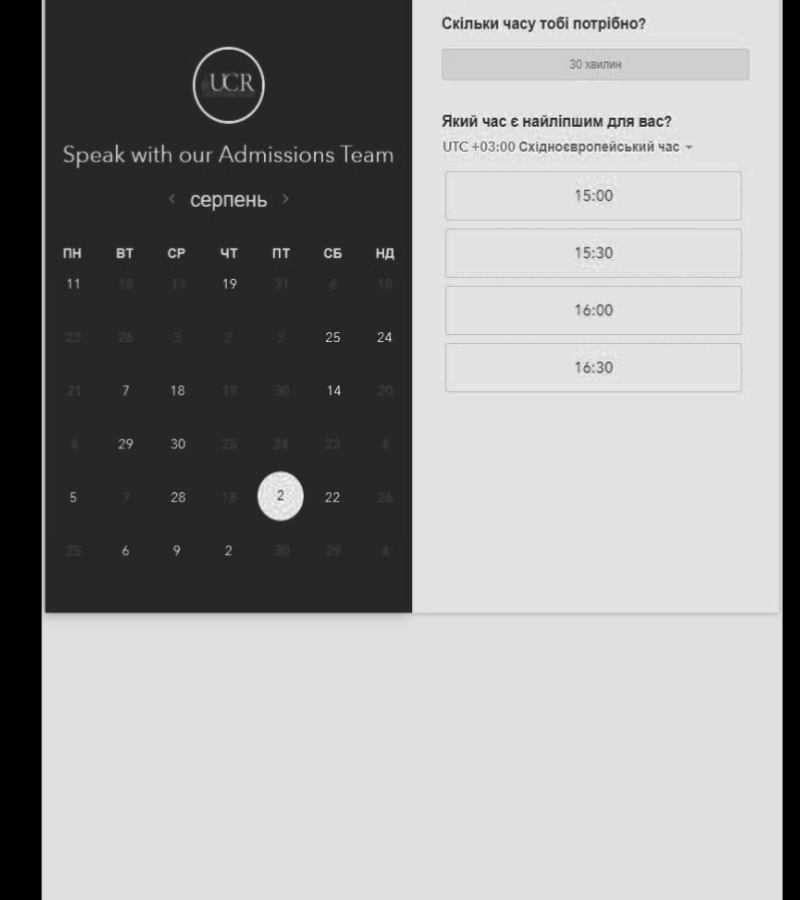 UCR
Speak with our Admissions Team
‹ серпень ›
ПН ВТ СР ЧТ ПТ СБ НД
11 18 13 19 31 6 18
23 26 3 2 3 25 24
21 7 18 19 30 14 20
4 29 30 25 24 23 4
5 7 28 18 2 22 26
25 6 9 2 30 29 4
Скільки часу тобі потрібно?
30 хвилин
Який час є найліпшим для вас?
UTC +03:00 Східноєвропейський час
15:00
15:30
16:00
16:30